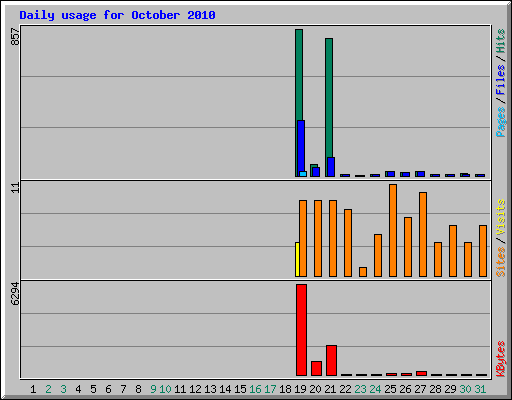 Daily usage for October 2010
857
Pages / Files / Hits
11
Sites / Visits
6294
KBytes
1 2 3 4 5 6 7 8 9 10 11 12 13 14 15 16 17 18 19 20 21 22 23 24 25 26 27 28 29 30 31